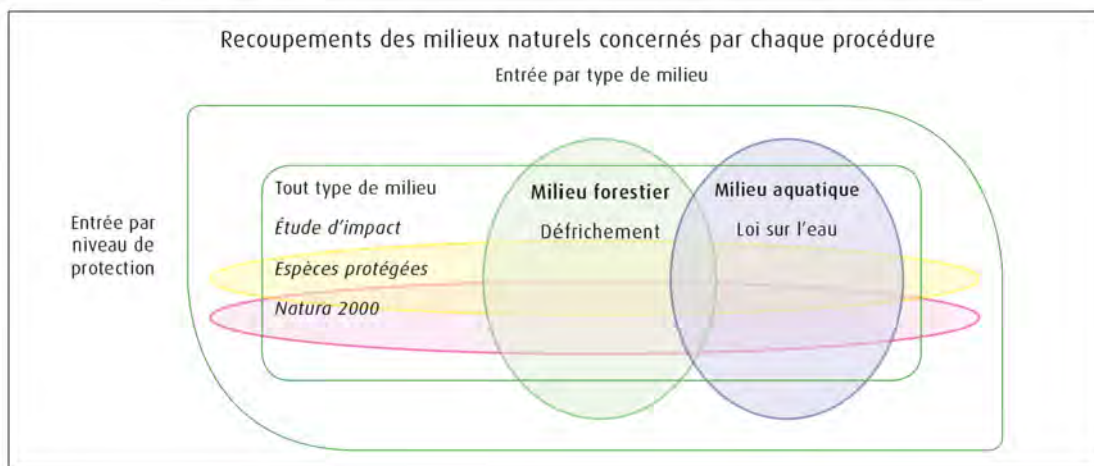 Recoupements des milieux naturels concernés par chaque procédure
Entrée par type de milieu
Entrée par
niveau de
protection
Tout type de milieu
Étude d'impact
Espèces protégées
Natura 2000
Milieu forestier
Défrichement
Milieu aquatique
Loi sur l'eau